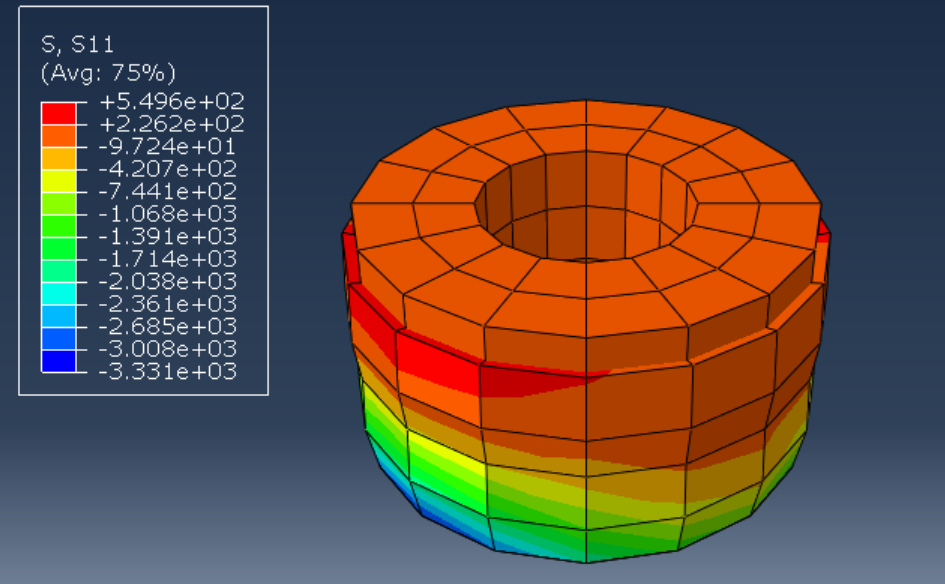 S, S11
(Avg: 75%)
+5.496e+02
+2.262e+02
-9.724e+01
-4.207e+02
-7.441e+02
-1.068e+03
-1.391e+03
-1.714e+03
-2.038e+03
-2.361e+03
-2.685e+03
-3.008e+03
-3.331e+03